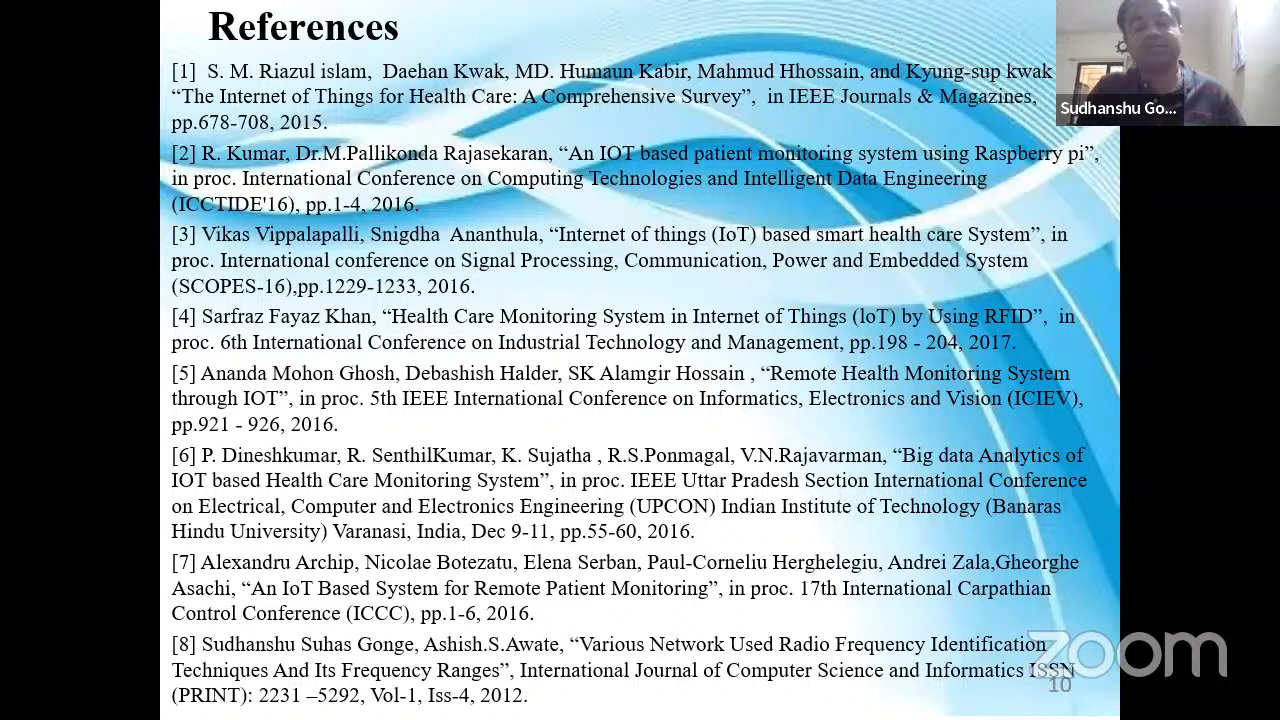 References
[1] S. M. Riazul islam, Daehan Kwak, MD. Humaun Kabir, Mahmud Hhossain, and Kyung-sup kwak
“The Internet of Things for Health Care: A Comprehensive Survey”, in IEEE Journals & Magazines,
pp.678-708, 2015.
[2] R. Kumar, Dr.M.Pallikonda Rajasekaran, “An IOT based patient monitoring system using Raspberry pi”,
in proc. International Conference on Computing Technologies and Intelligent Data Engineering
(ICCTIDE'16), pp.1-4, 2016.
[3] Vikas Vippalapalli, Snigdha Ananthula, “Internet of things (IoT) based smart health care System”, in
proc. International conference on Signal Processing, Communication, Power and Embedded System
(SCOPES-16),pp.1229-1233, 2016.
[4] Sarfraz Fayaz Khan, “Health Care Monitoring System in Internet of Things (loT) by Using RFID”, in
proc. 6th International Conference on Industrial Technology and Management, pp.198 - 204, 2017.
[5] Ananda Mohon Ghosh, Debashish Halder, SK Alamgir Hossain , “Remote Health Monitoring System
through IOT”, in proc. 5th IEEE International Conference on Informatics, Electronics and Vision (ICIEV),
pp.921 - 926, 2016.
[6] P. Dineshkumar, R. SenthilKumar, K. Sujatha , R.S.Ponmagal, V.N.Rajavarman, “Big data Analytics of
IOT based Health Care Monitoring System”, in proc. IEEE Uttar Pradesh Section International Conference
on Electrical, Computer and Electronics Engineering (UPCON) Indian Institute of Technology (Banaras
Hindu University) Varanasi, India, Dec 9-11, pp.55-60, 2016.
[7] Alexandru Archip, Nicolae Botezatu, Elena Serban, Paul-Corneliu Herghelegiu, Andrei Zala,Gheorghe
Asachi, “An IoT Based System for Remote Patient Monitoring”, in proc. 17th International Carpathian
Control Conference (ICCC), pp.1-6, 2016.
[8] Sudhanshu Suhas Gonge, Ashish.S.Awate, “Various Network Used Radio Frequency Identification
Techniques And Its Frequency Ranges”, International Journal of Computer Science and Informatics ISSN
(PRINT): 2231 –5292, Vol-1, Iss-4, 2012.
10
Sudhanshu Go...
zoom